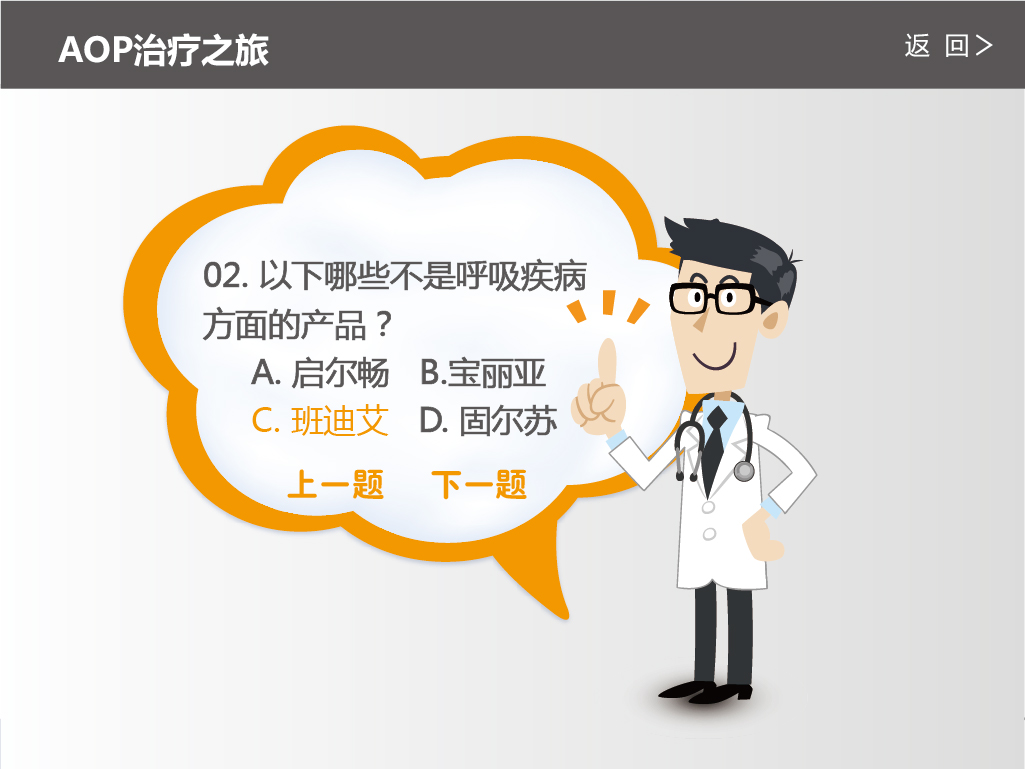 AOP治疗之旅
返 回>
02. 以下哪些不是呼吸疾病
方面的产品？
A. 启尔畅 B.宝丽亚
C. 班迪艾 D. 固尔苏
上一题 下一题